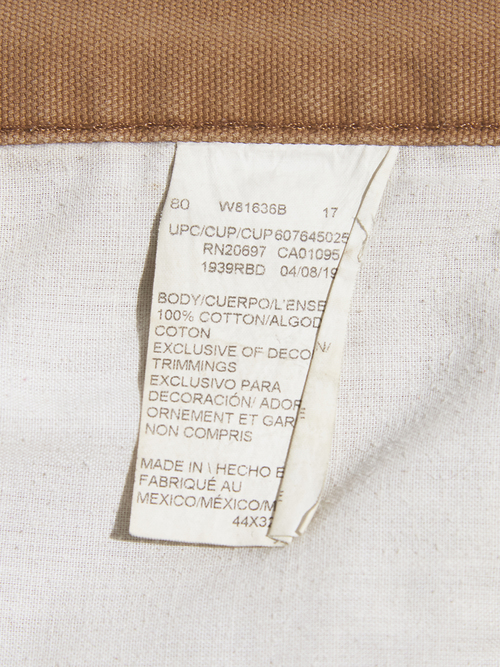 80 W81636B 17
UPC/CUP/CUP607645025
RN20697 CA01095
1939RBD 04/08/19
BODY/CUERPO/L'ENSE
100% COTTON/ALGOD
COTON
EXCLUSIVE OF DECO N/
TRIMMINGS
EXCLUSIVO PARA
DECORACIÓN/ ADOR
ORNEMENT ET GAR
NON COMPRIS
MADE IN \ HECHO E
FABRIQUÉ AU
MEXICO/MÉXICO/M
44X32